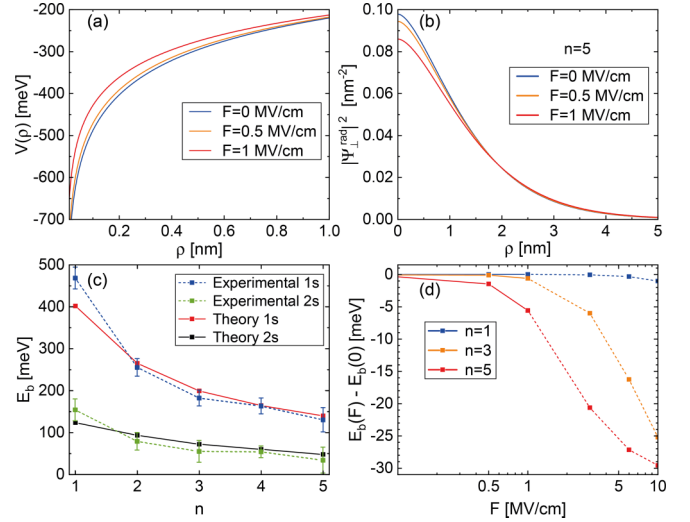 -200
-300
-400
-500
-600
-700
V(ρ) [meV]
(a)
F=0 MV/cm
F=0.5 MV/cm
F=1 MV/cm
0.2 0.4 0.6 0.8 1.0
ρ [nm]
0.10
0.08
0.06
0.04
0.02
0.00
|Ψ⊥^rad|² [nm⁻²]
(b)
n=5
F=0 MV/cm
F=0.5 MV/cm
F=1 MV/cm
0 1 2 3 4 5
ρ [nm]
500
400
300
200
100
0
E_b [meV]
(c)
Experimental 1s
Experimental 2s
Theory 1s
Theory 2s
1 2 3 4 5
n
0
-5
-10
-15
-20
-25
-30
E_b(F) - E_b(0) [meV]
(d)
n=1
n=3
n=5
0.5 1 5 10
F [MV/cm]